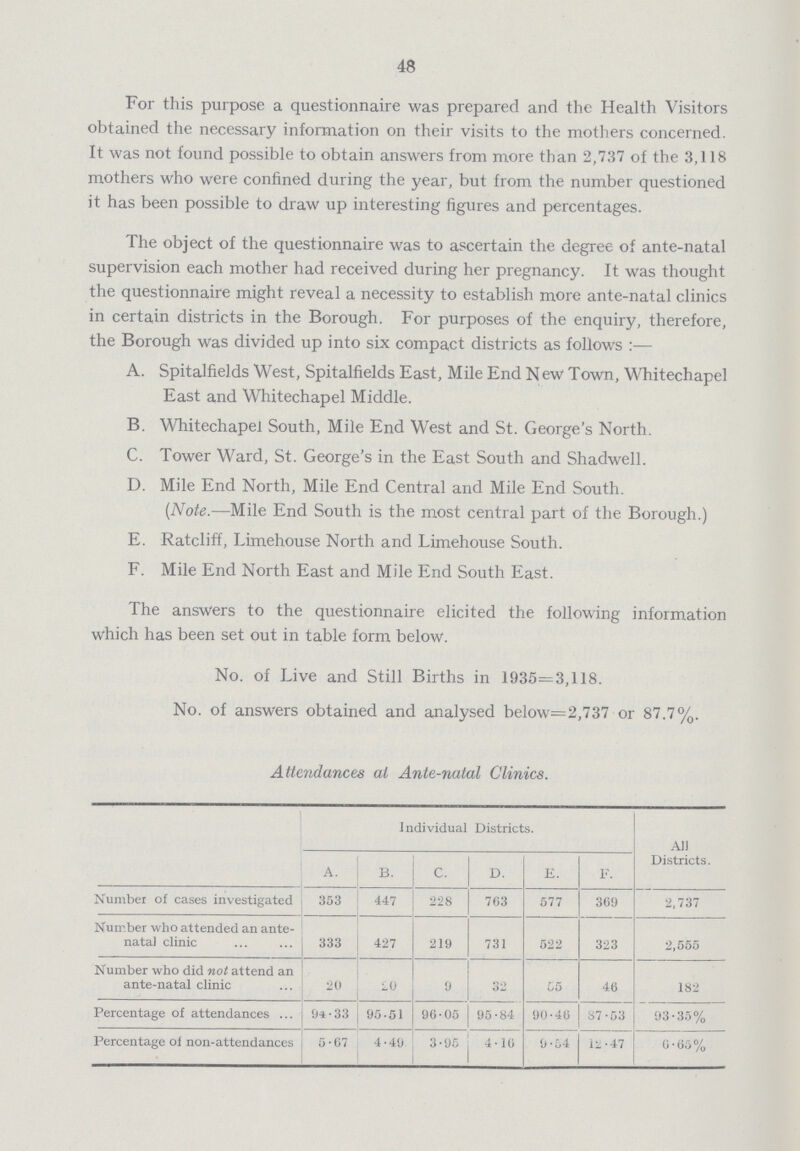 48
For this purpose a questionnaire was prepared and the Health Visitors
obtained the necessary information on their visits to the mothers concerned.
It was not found possible to obtain answers from more than 2,737 of the 3,118
mothers who were confined during the year, but from the number questioned
it has been possible to draw up interesting figures and percentages.
The object of the questionnaire was to ascertain the degree of ante-natal
supervision each mother had received during her pregnancy. It was thought
the questionnaire might reveal a necessity to establish more ante-natal clinics
in certain districts in the Borough. For purposes of the enquiry, therefore,
the Borough was divided up into six compact districts as follows :—
A. Spitalfields West, Spitalfields East, Mile End New Town, Whitechapel
East and Whitechapel Middle.
B. Whitechapel South, Mile End West and St. George's North.
C. Tower Ward, St. George's in the East South and Shadwell.
D. Mile End North, Mile End Central and Mile End South.
(Note.—Mile End South is the most central part of the Borough.)
E. Ratcliff, Limehouse North and Limehouse South.
F. Mile End North East and Mile End South East.
The answers to the questionnaire elicited the following information
which has been set out in table form below.
No. of Live and Still Births in 1935=3,118.
No. of answers obtained and analysed below=2,737 or 87.7%.
Attendances at Ante-natal Clinics.
Individual Districts.
All
Districts.
A. B. C. D. E. F.
Number of cases investigated 353 447 228 763 577 369 2,737
Number who attended an ante-
natal clinic ... ... 333 427 219 731 522 323 2,555
Number who did not attend an
ante-natal clinic ... 20 20 9 32 55 46 182
Percentage of attendances ... 94·33 95.51 96·05 95·84 90·46 87·53 93·35%
Percentage of non-attendances 5·67 4·49 3·95 4·16 9·54 12·47 6·65%